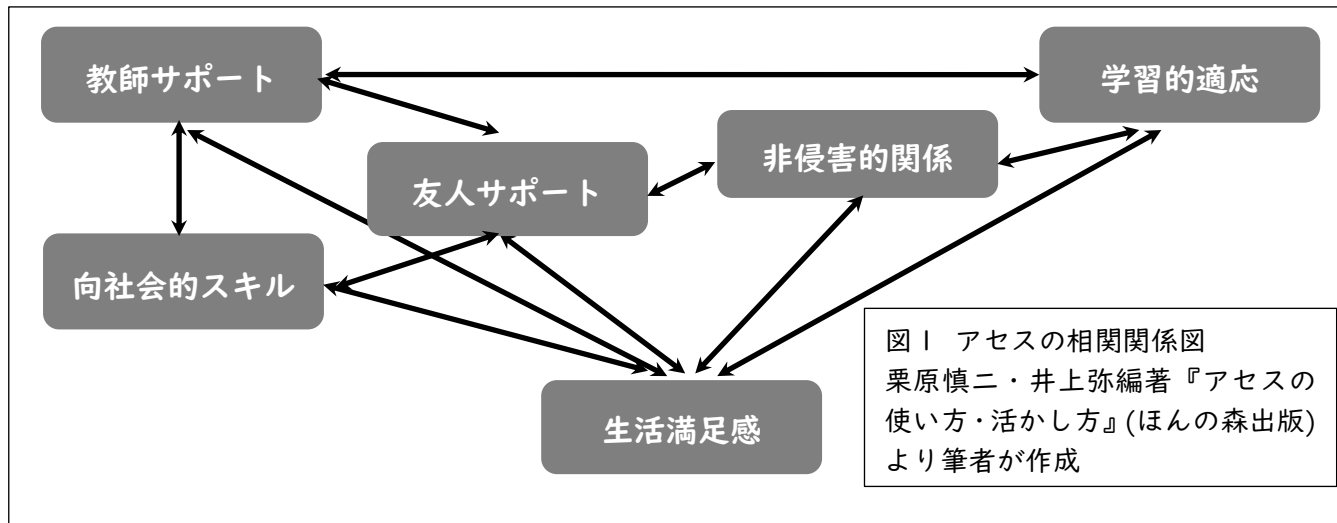 教師サポート
学習的適応
非侵害的関係
友人サポート
向社会的スキル
生活満足感
図1 アセスの相関関係図
栗原慎二・井上弥編著『アセスの
使い方・活かし方』(ほんの森出版)
より筆者が作成